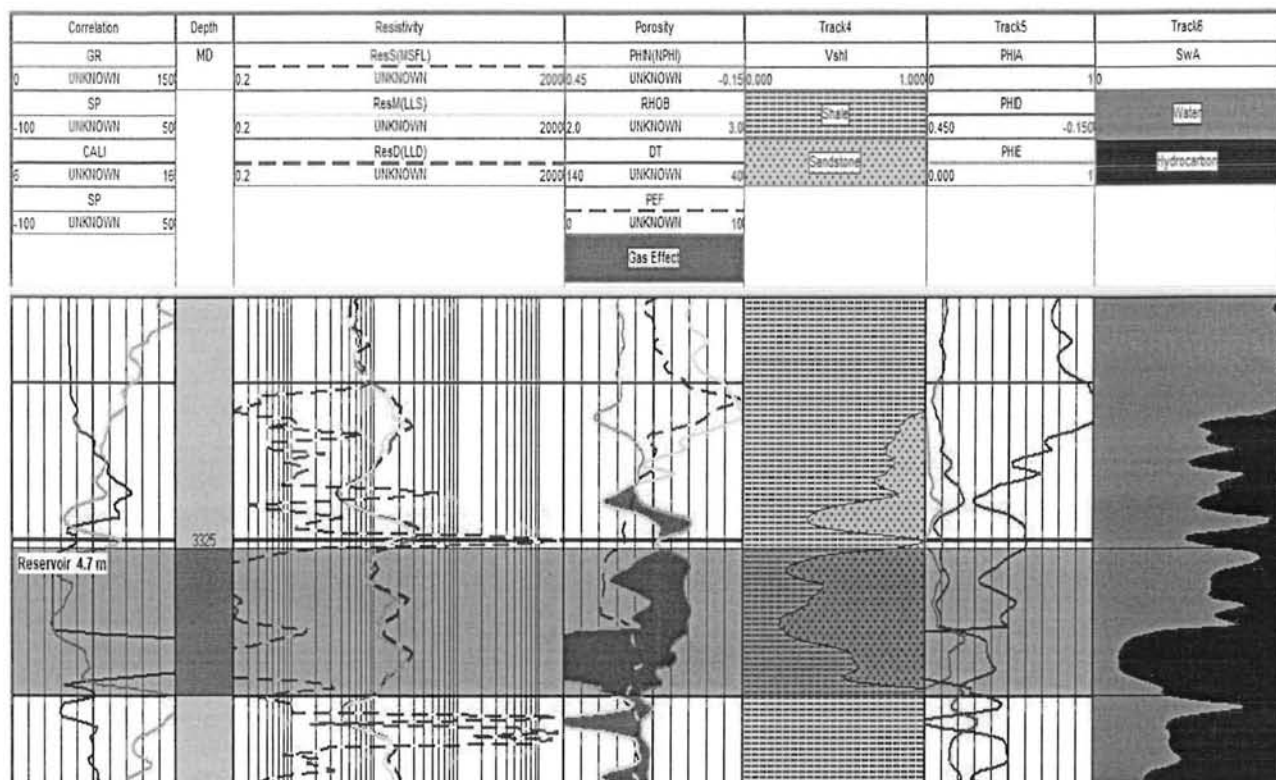 Correlation Depth Resistivity Porosity Track4 Track5 Track6
GR MD ResS(MSFL) PHIN(NPHI) Vshl PHIA SwA
0 UNKNOWN 150 0.2 UNKNOWN 2000 0.45 UNKNOWN -0.15 0.000 1.000 0 1 0
SP ResM(LLS) RHOB Shale PHID Water
-100 UNKNOWN 50 0.2 UNKNOWN 2000 2.0 UNKNOWN 3.0 0.450 -0.150
CALI ResD(LLD) DT Sandstone PHIE Hydrocarbon
6 UNKNOWN 16 0.2 UNKNOWN 2000 140 UNKNOWN 40 0.000 1
SP PEF
-100 UNKNOWN 50 0 UNKNOWN 10
Gas Effect
3325
Reservoir 4.7 m